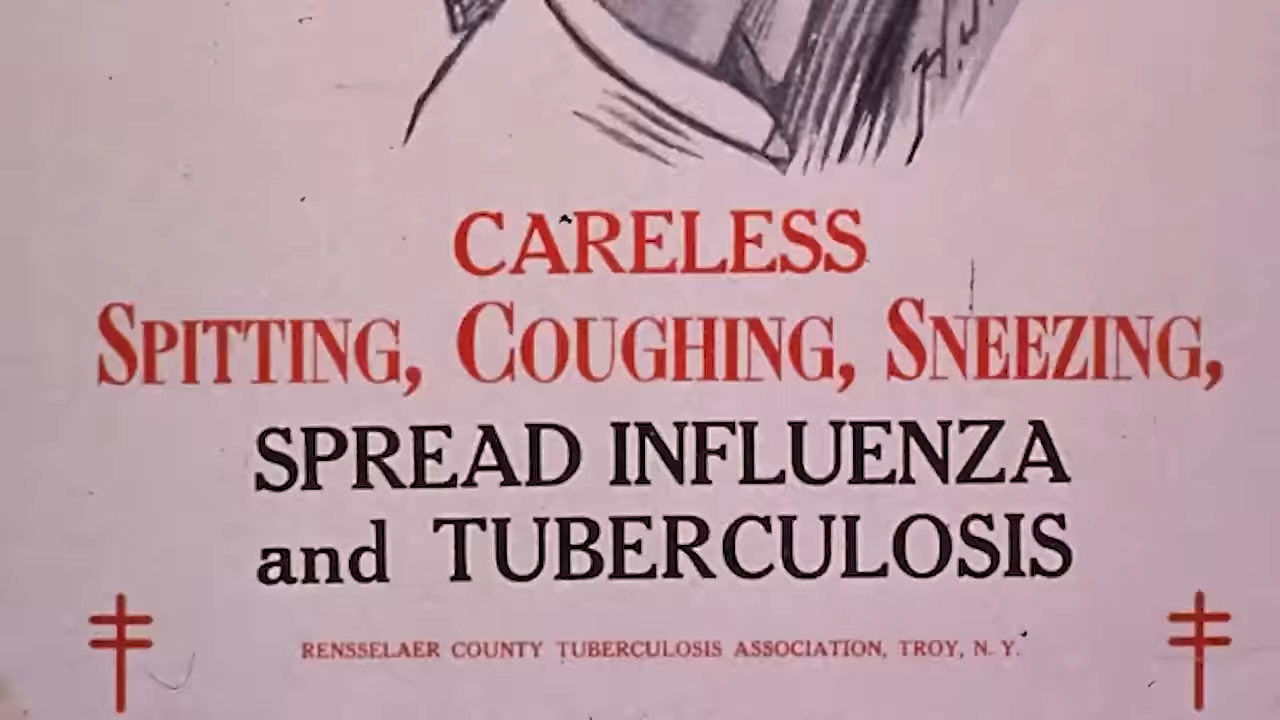 CARELESS
SPITTING, COUGHING, SNEEZING,
SPREAD INFLUENZA
and TUBERCULOSIS
RENSSELAER COUNTY TUBERCULOSIS ASSOCIATION, TROY, N. Y.